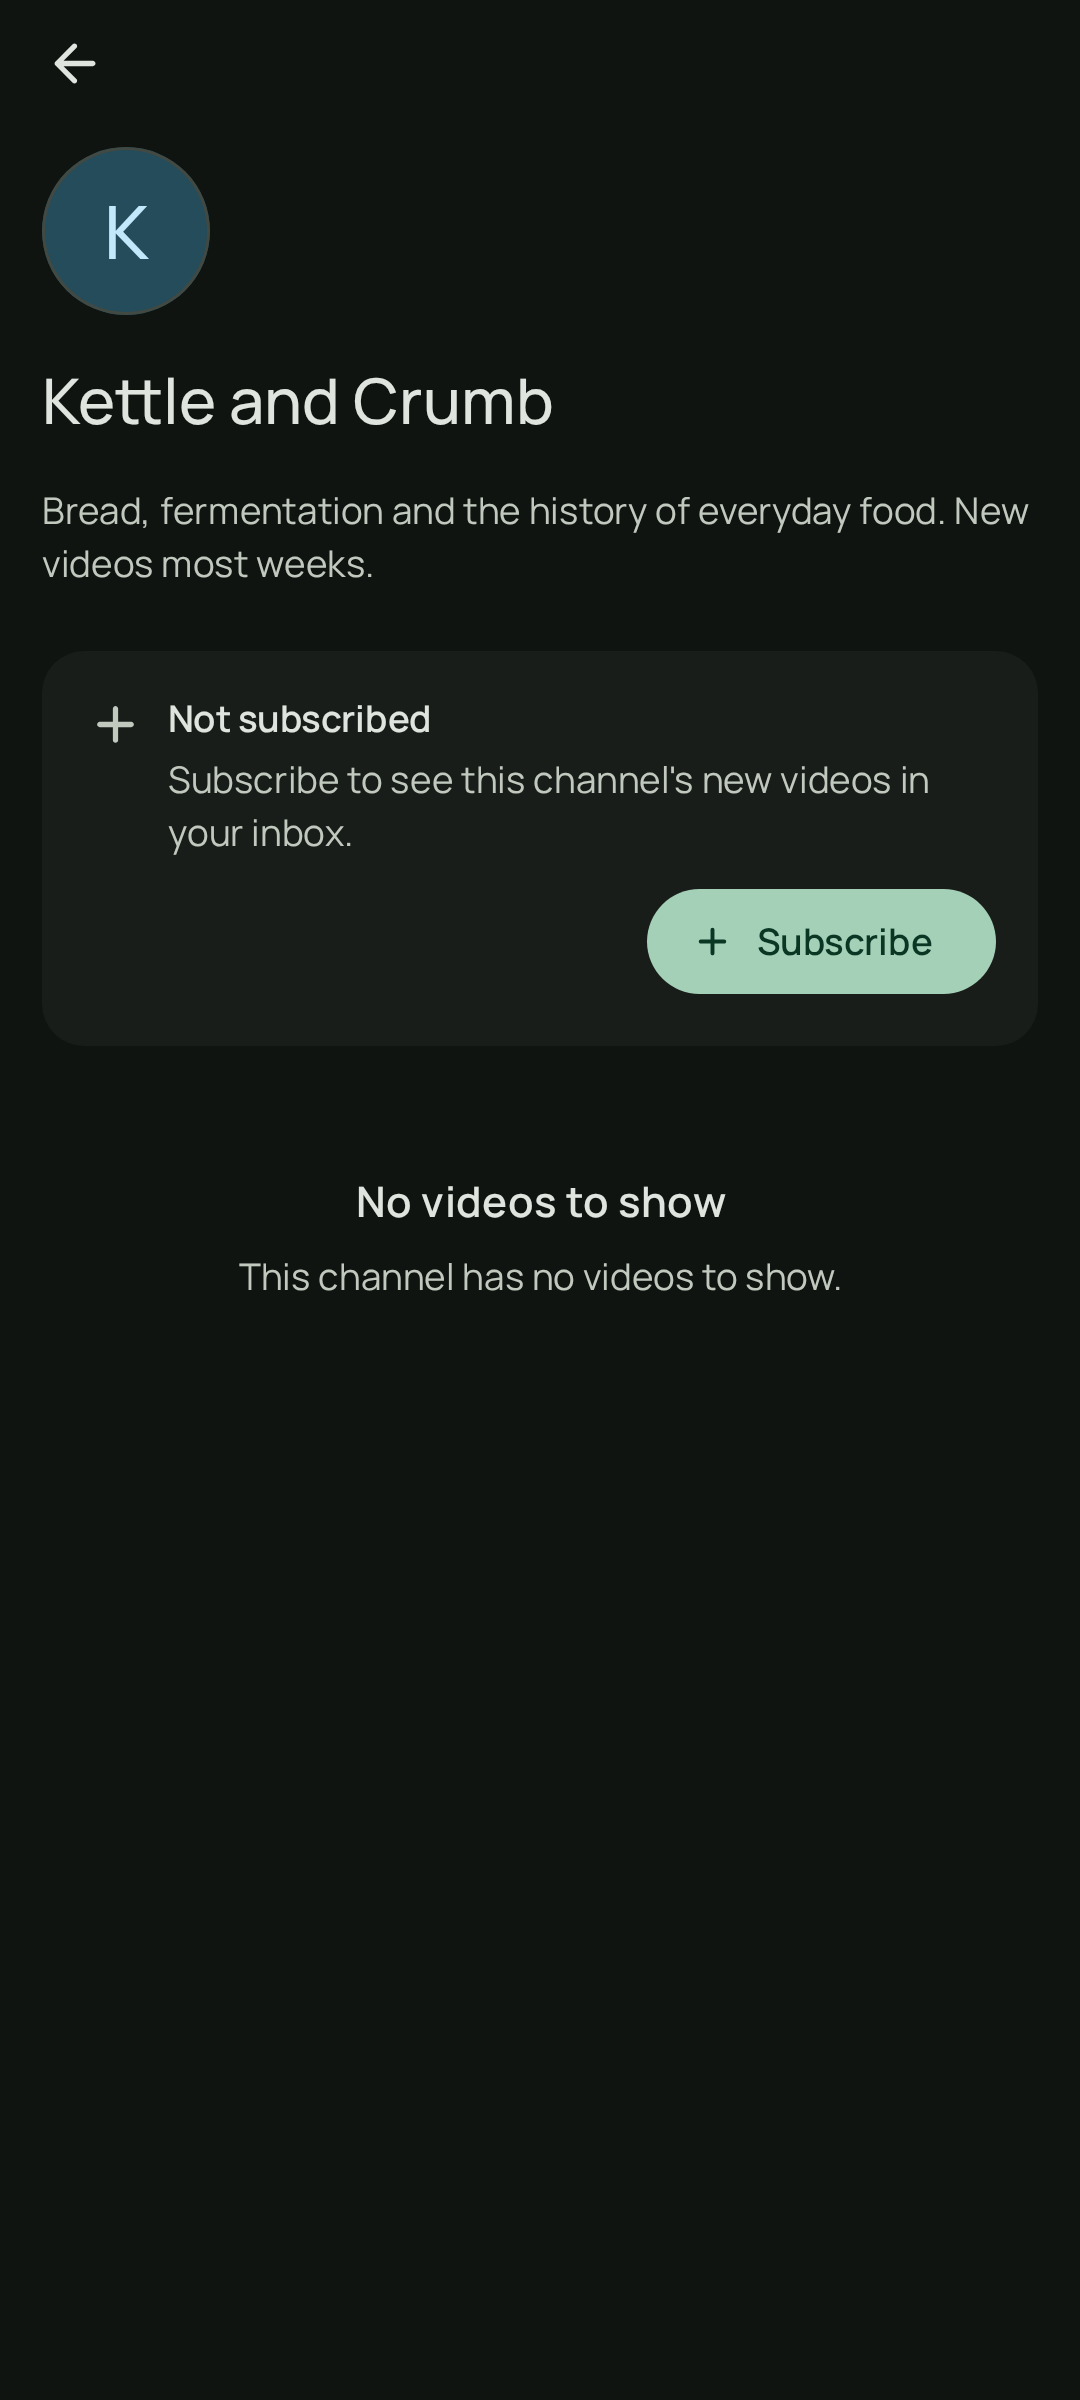 K
Kettle and Crumb
Bread, fermentation and the history of everyday food. New
videos most weeks.
Not subscribed
Subscribe to see this channel's new videos in
your inbox.
Subscribe
No videos to show
This channel has no videos to show.